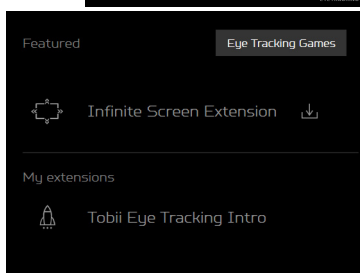 Featured
Eye Tracking Games
Infinite Screen Extension
My extensions
Tobii Eye Tracking Intro